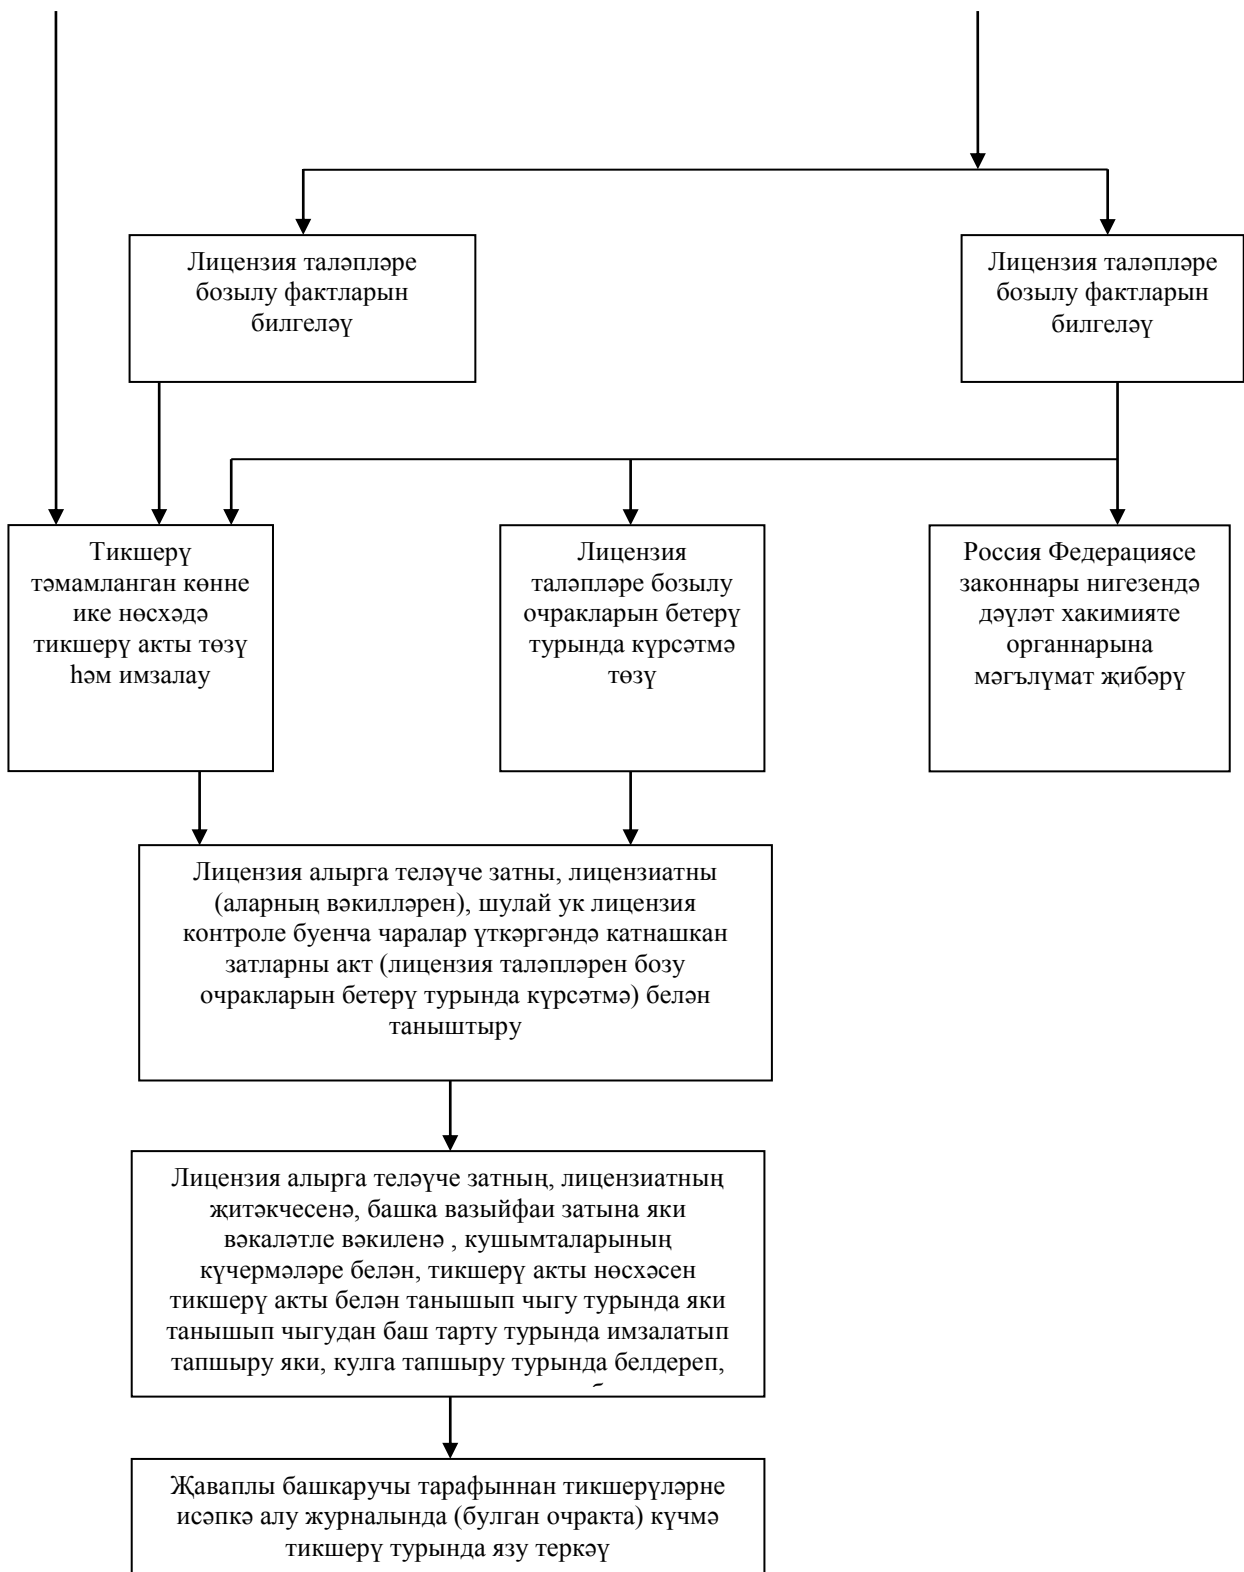 Лицензия таләпләре
бозылу фактларын
билгеләү
Лицензия таләпләре
бозылу фактларын
билгеләү
Тикшерү
тәмамланган көнне
ике нөсхәдә
тикшерү акты төзү
һәм имзалау
Лицензия
таләпләре бозылу
очракларын бетерү
турында күрсәтмә
төзү
Россия Федерациясе
законнары нигезендә
дәүләт хакимияте
органнарына
мәгълүмат җибәрү
Лицензия алырга теләүче затны, лицензиатны
(аларның вәкилләрен), шулай ук лицензия
контроле буенча чаралар үткәргәндә катнашкан
затларны акт (лицензия таләпләрен бозу
очракларын бетерү турында күрсәтмә) белән
таныштыру
Лицензия алырга теләүче затның, лицензиатның
җитәкчесенә, башка вазыйфаи затына яки
вәкаләтле вәкиленә , кушымталарының
күчермәләре белән, тикшерү акты нөсхәсен
тикшерү акты белән танышып чыгу турында яки
танышып чыгудан баш тарту турында имзалатып
тапшыру яки, кулга тапшыру турында белдереп,
Җаваплы башкаручы тарафыннан тикшерүләрне
исәпкә алу журналында (булган очракта) күчмә
тикшерү турында язу теркәү